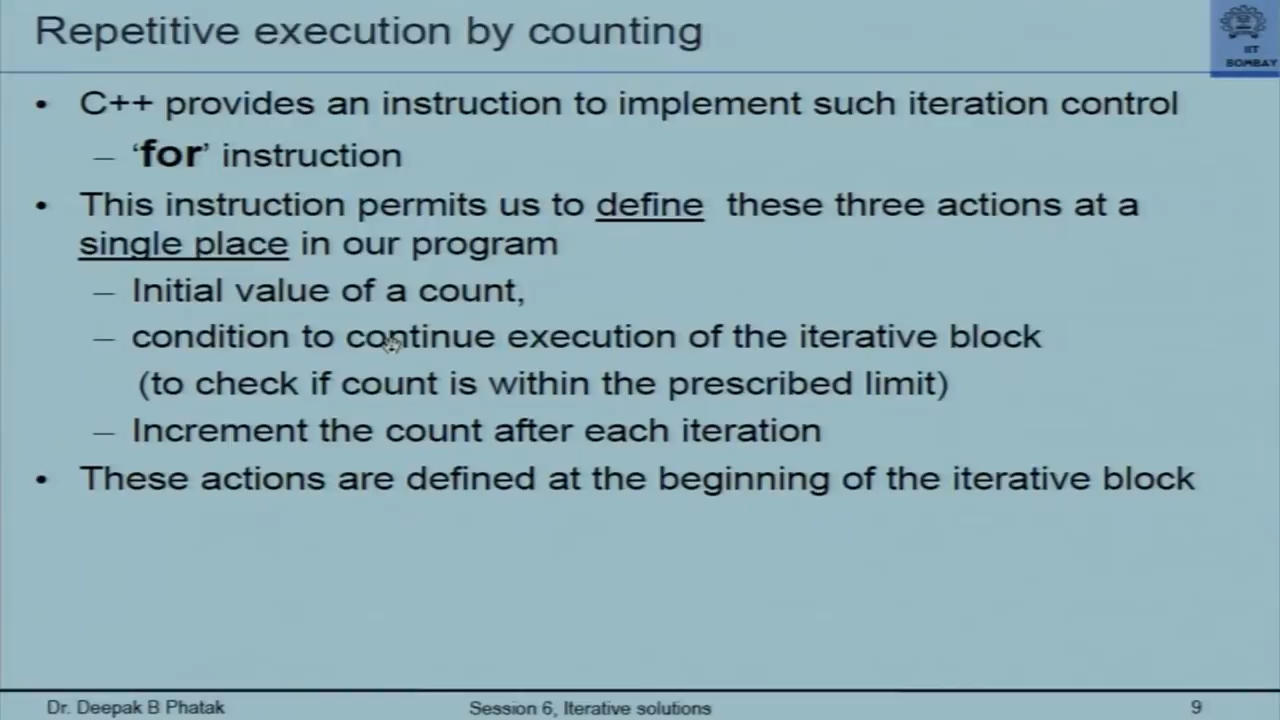 Repetitive execution by counting
IIT
BOMBAY
• C++ provides an instruction to implement such iteration control
– ‘for’ instruction
• This instruction permits us to define these three actions at a
single place in our program
– Initial value of a count,
– condition to continue execution of the iterative block
(to check if count is within the prescribed limit)
– Increment the count after each iteration
• These actions are defined at the beginning of the iterative block
Dr. Deepak B Phatak
Session 6, Iterative solutions
9